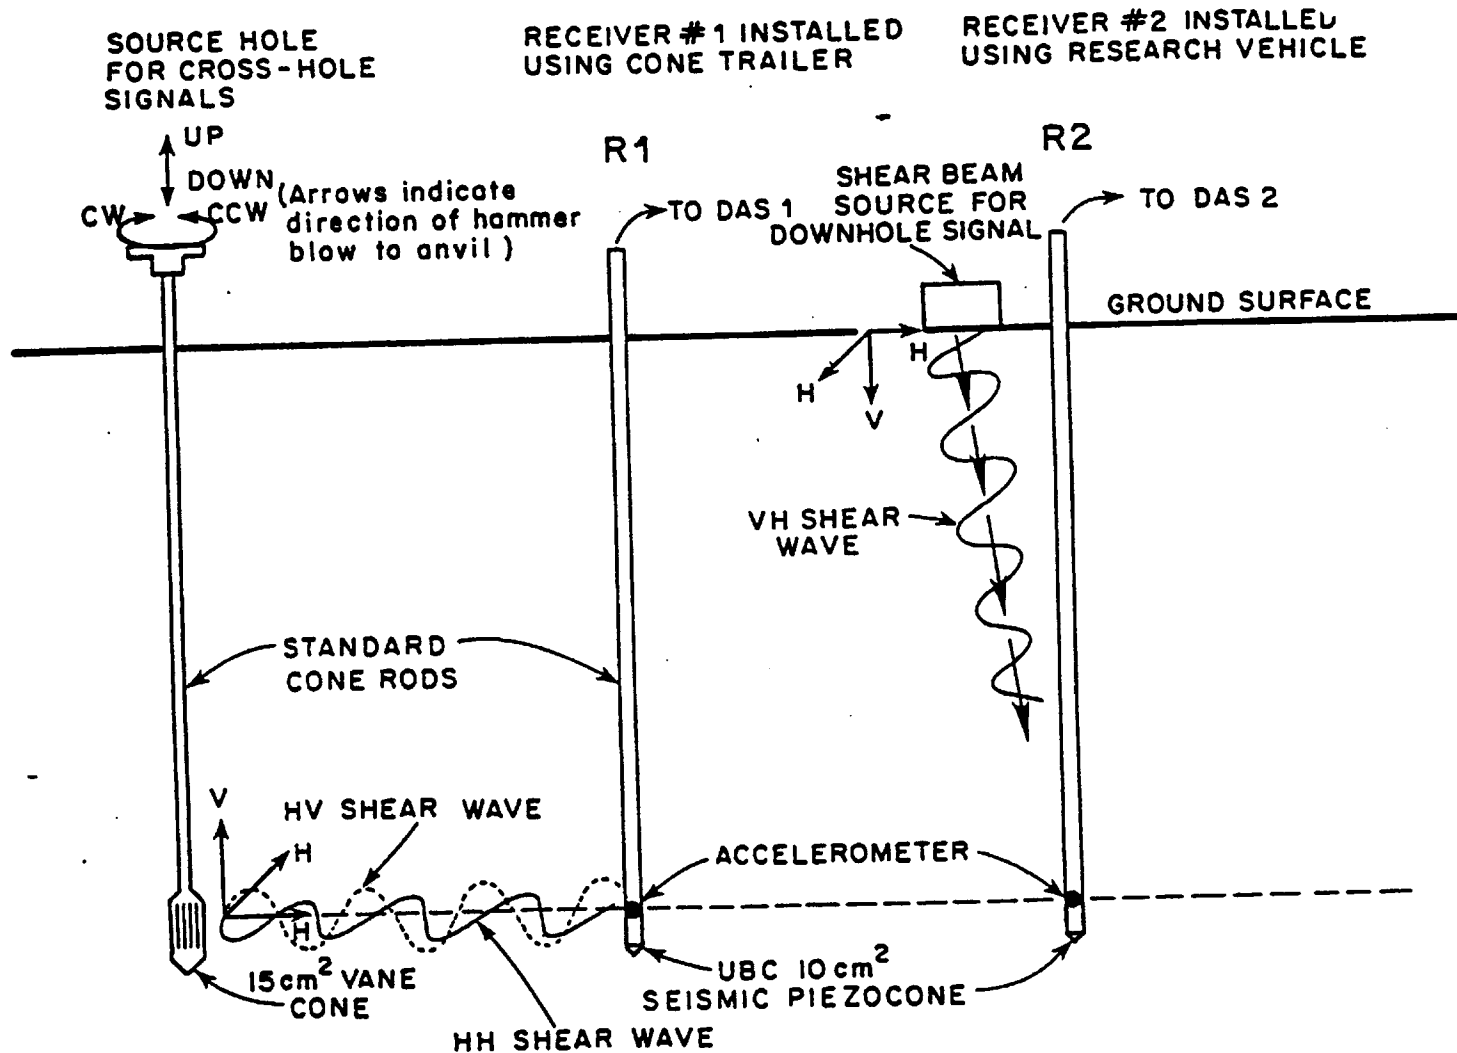 SOURCE HOLE
FOR CROSS-HOLE
SIGNALS
RECEIVER #1 INSTALLED
USING CONE TRAILER
RECEIVER #2 INSTALLED
USING RESEARCH VEHICLE
UP
DOWN
CW
CCW
(Arrows indicate
direction of hammer
blow to anvil)
R1
TO DAS 1
R2
TO DAS 2
SHEAR BEAM
SOURCE FOR
DOWNHOLE SIGNAL
GROUND SURFACE
H
H
V
VH SHEAR
WAVE
STANDARD
CONE RODS
V
HV SHEAR WAVE
H
H
ACCELEROMETER
15cm² VANE
CONE
UBC 10cm²
SEISMIC PIEZOCONE
HH SHEAR WAVE